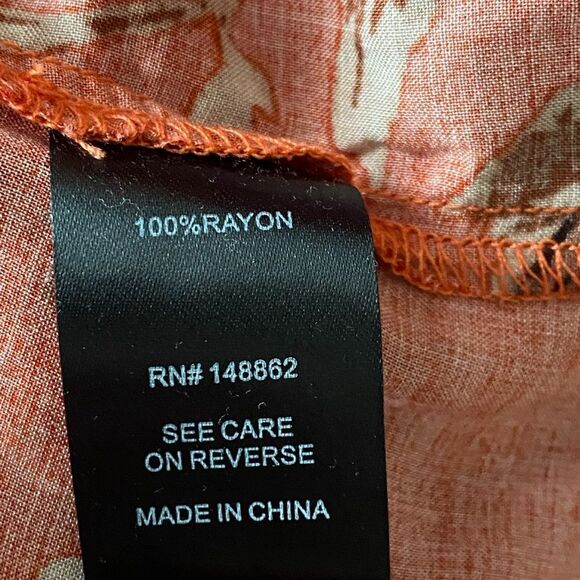 100%RAYON
RN# 148862
SEE CARE
ON REVERSE
MADE IN CHINA